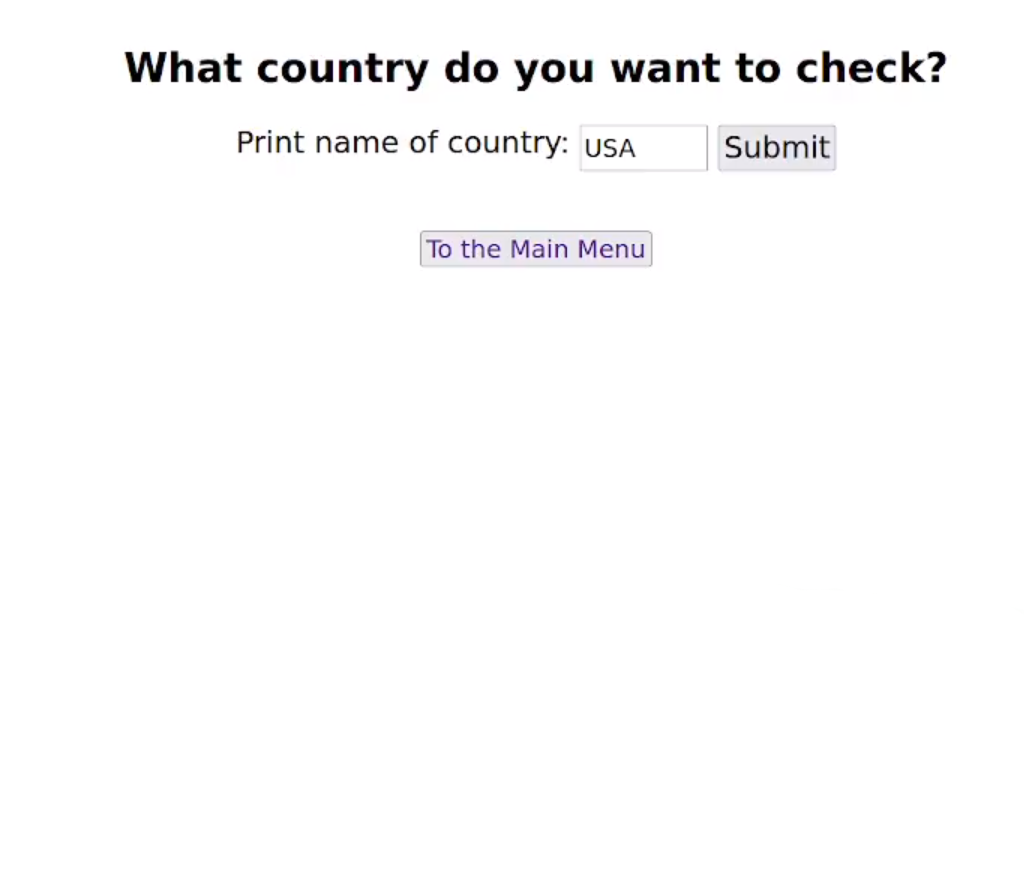 What country do you want to check?
Print name of country: USA Submit
To the Main Menu